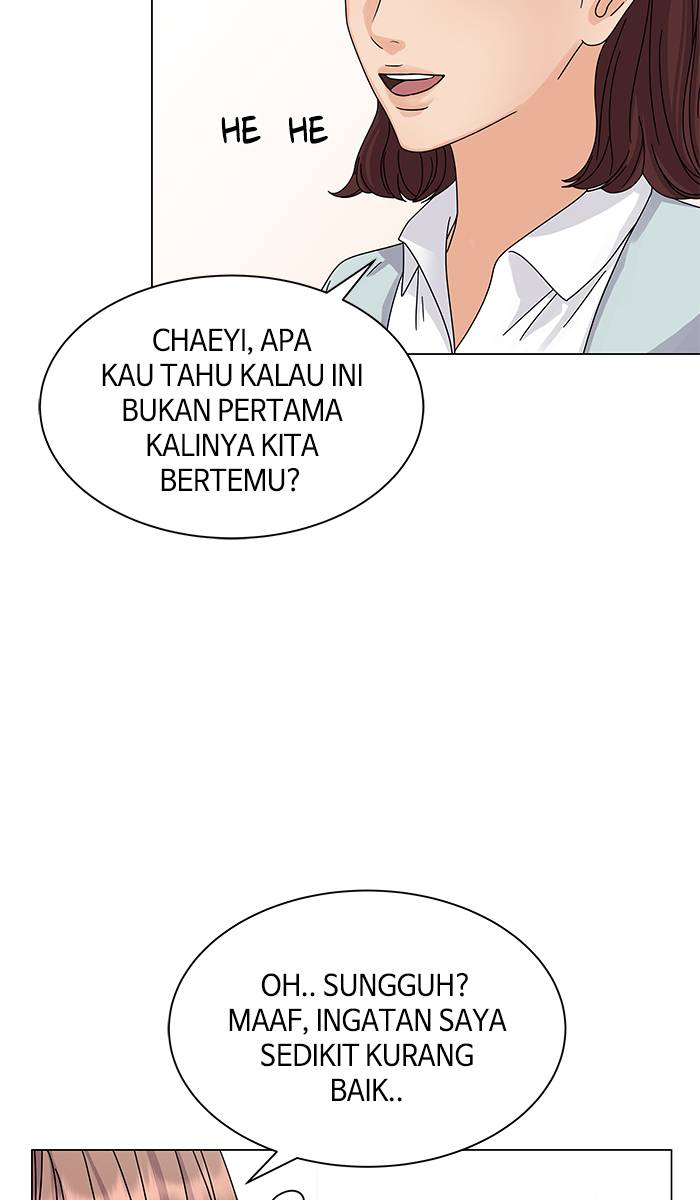 HE HE
CHAEYI, APA
KAU TAHU KALAU INI
BUKAN PERTAMA
KALINYA KITA
BERTEMU?
OH.. SUNGGUH?
MAAF, INGATAN SAYA
SEDIKIT KURANG
BAIK..